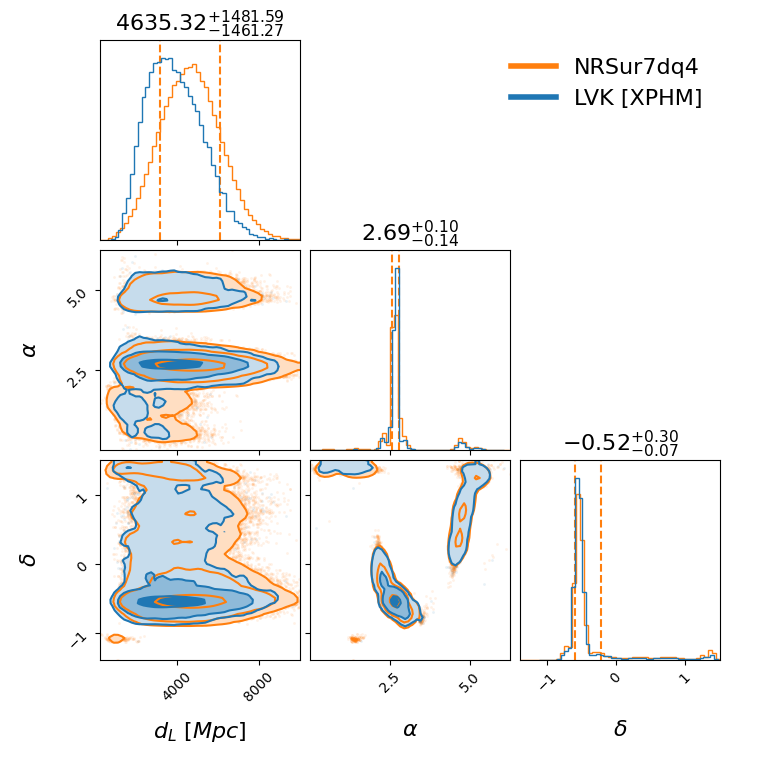 4635.32+1481.59−1461.27
NRSur7dq4
LVK [XPHM]
2.69+0.10−0.14
5.0
α
2.5
−0.52+0.30−0.07
1
δ
0
−1
4000 8000 2.5 5.0 −1 0 1
d_L [Mpc] α δ